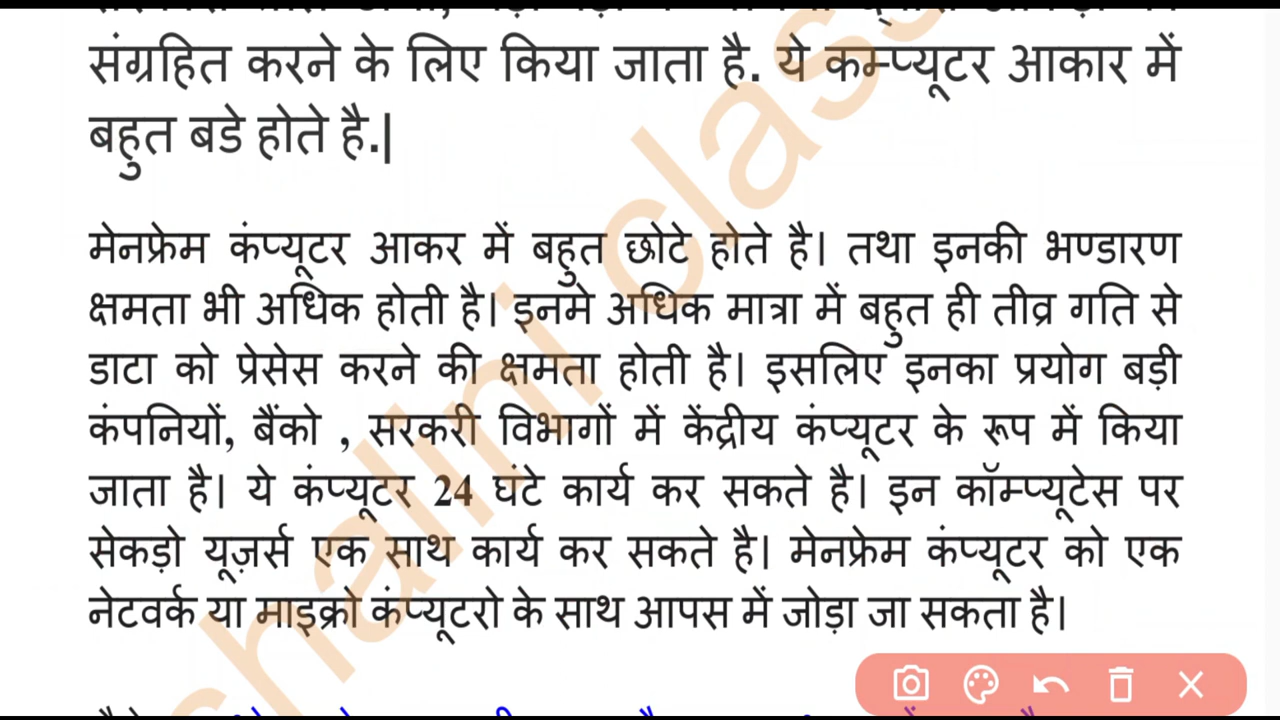 संग्रहित करने के लिए किया जाता है. ये कम्प्यूटर आकार में
बहुत बडे होते है.|
मेनफ्रेम कंप्यूटर आकर में बहुत छोटे होते है। तथा इनकी भण्डारण
क्षमता भी अधिक होती है। इनमे अधिक मात्रा में बहुत ही तीव्र गति से
डाटा को प्रेसेस करने की क्षमता होती है। इसलिए इनका प्रयोग बड़ी
कंपनियों, बैंको , सरकरी विभागों में केंद्रीय कंप्यूटर के रूप में किया
जाता है। ये कंप्यूटर 24 घंटे कार्य कर सकते है। इन कॉम्प्यूटेस पर
सेकड़ो यूज़र्स एक साथ कार्य कर सकते है। मेनफ्रेम कंप्यूटर को एक
नेटवर्क या माइक्रो कंप्यूटरो के साथ आपस में जोड़ा जा सकता है।
shalini class